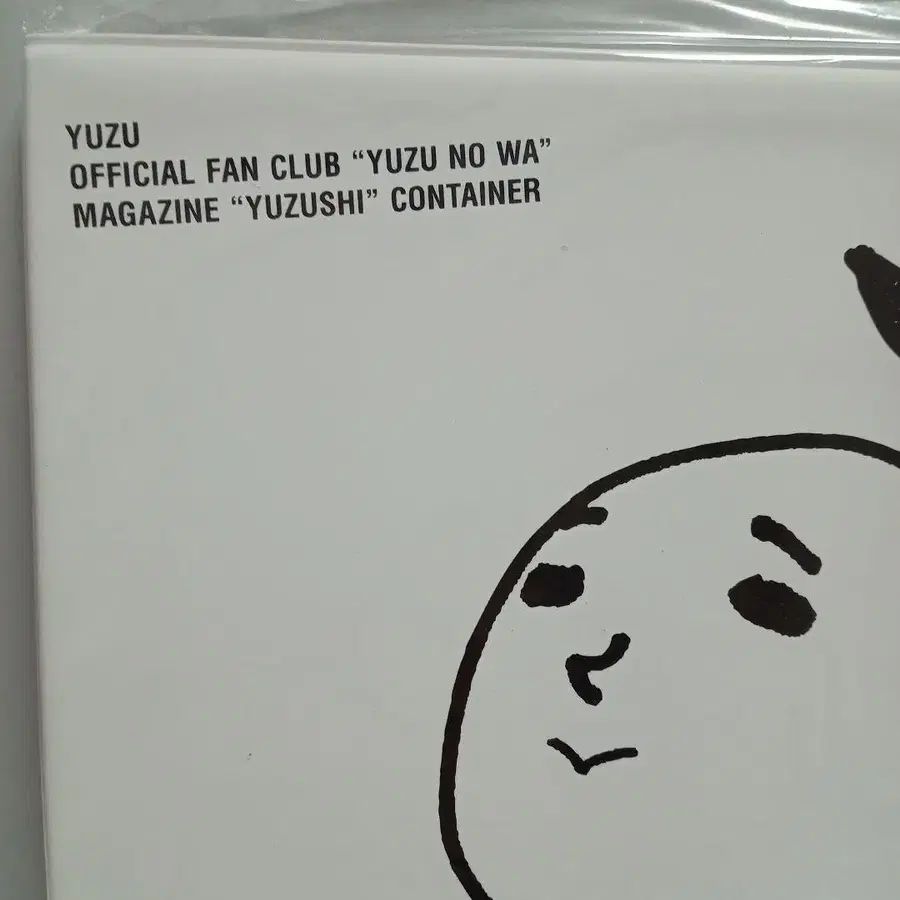 YUZU
OFFICIAL FAN CLUB “YUZU NO WA”
MAGAZINE “YUZUSHI” CONTAINER